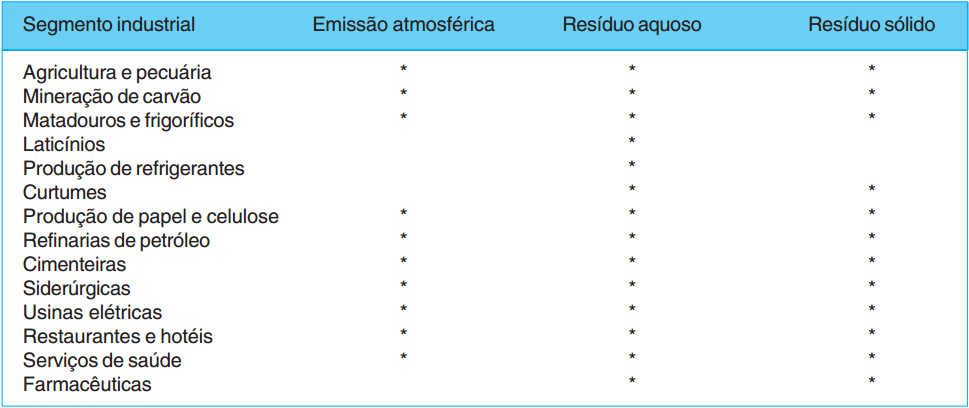 Segmento industrial Emissão atmosférica Resíduo aquoso Resíduo sólido
Agricultura e pecuária * * *
Mineração de carvão * * *
Matadouros e frigoríficos * * *
Laticínios *
Produção de refrigerantes *
Curtumes * *
Produção de papel e celulose * * *
Refinarias de petróleo * * *
Cimenteiras * * *
Siderúrgicas * * *
Usinas elétricas * * *
Restaurantes e hotéis * * *
Serviços de saúde * * *
Farmacêuticas * *